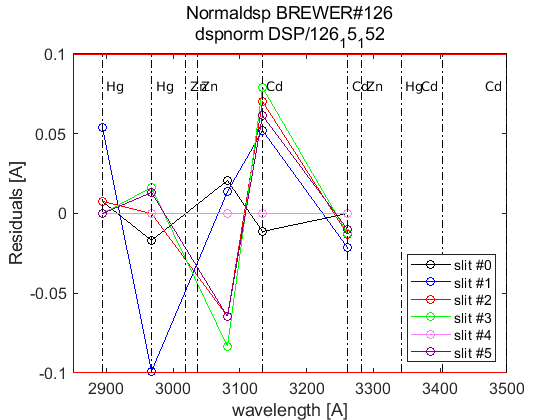 Normaldsp BREWER#126
dspnorm DSP/126₁5₁52
0.1
Hg Hg Zn Zn Cd Cd Zn Hg Cd Cd
0.05
0
-0.05
-0.1
Residuals [A]
slit #0
slit #1
slit #2
slit #3
slit #4
slit #5
2900 3000 3100 3200 3300 3400 3500
wavelength [A]